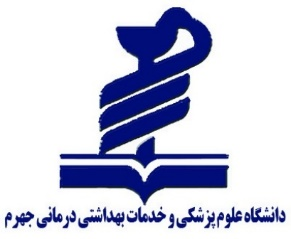 دانشگاه علوم پزشکی و خدمات بهداشتی درمانی جهرم